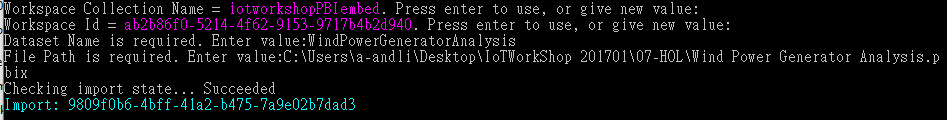 Workspace Collection Name = iotworkshopPBIembed. Press enter to use, or give new value:
Workspace Id = ab2b86f0-5214-4f62-9153-9717b4b2d940. Press enter to use, or give new value:
Dataset Name is required. Enter value:WindPowerGeneratorAnalysis
File Path is required. Enter value:C:\Users\a-andli\Desktop\IoTWorkShop 201701\07-HOL\Wind Power Generator Analysis.p
bix
Checking import state... Succeeded
Import: 9809f0b6-4bff-41a2-b475-7a9e02b7dad3